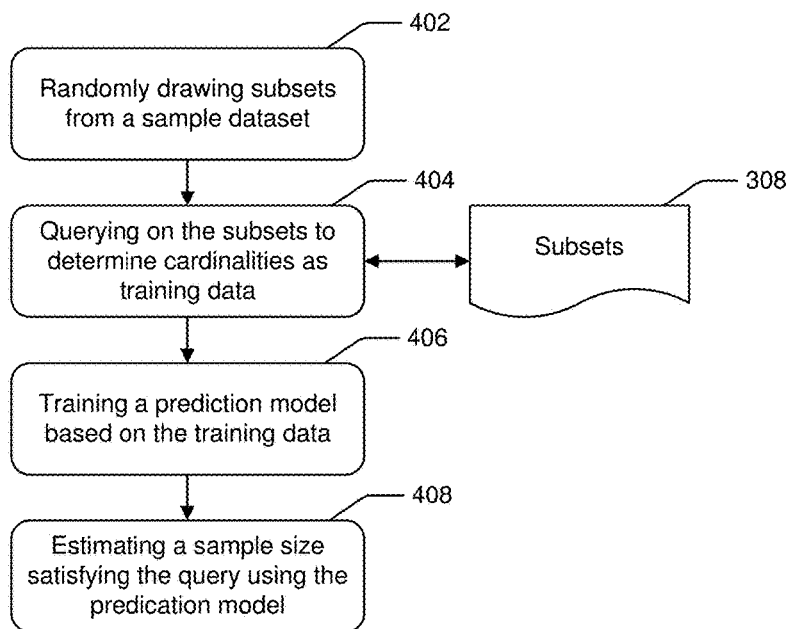 402
Randomly drawing subsets
from a sample dataset
404
308
Querying on the subsets to
determine cardinalities as
training data
Subsets
406
Training a prediction model
based on the training data
408
Estimating a sample size
satisfying the query using the
predication model